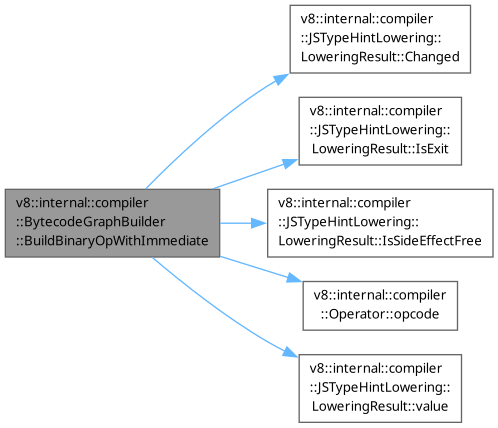 v8::internal::compiler
::JSTypeHintLowering::
LoweringResult::Changed
v8::internal::compiler
::JSTypeHintLowering::
LoweringResult::IsExit
v8::internal::compiler
::BytecodeGraphBuilder
::BuildBinaryOpWithImmediate
v8::internal::compiler
::JSTypeHintLowering::
LoweringResult::IsSideEffectFree
v8::internal::compiler
::Operator::opcode
v8::internal::compiler
::JSTypeHintLowering::
LoweringResult::value